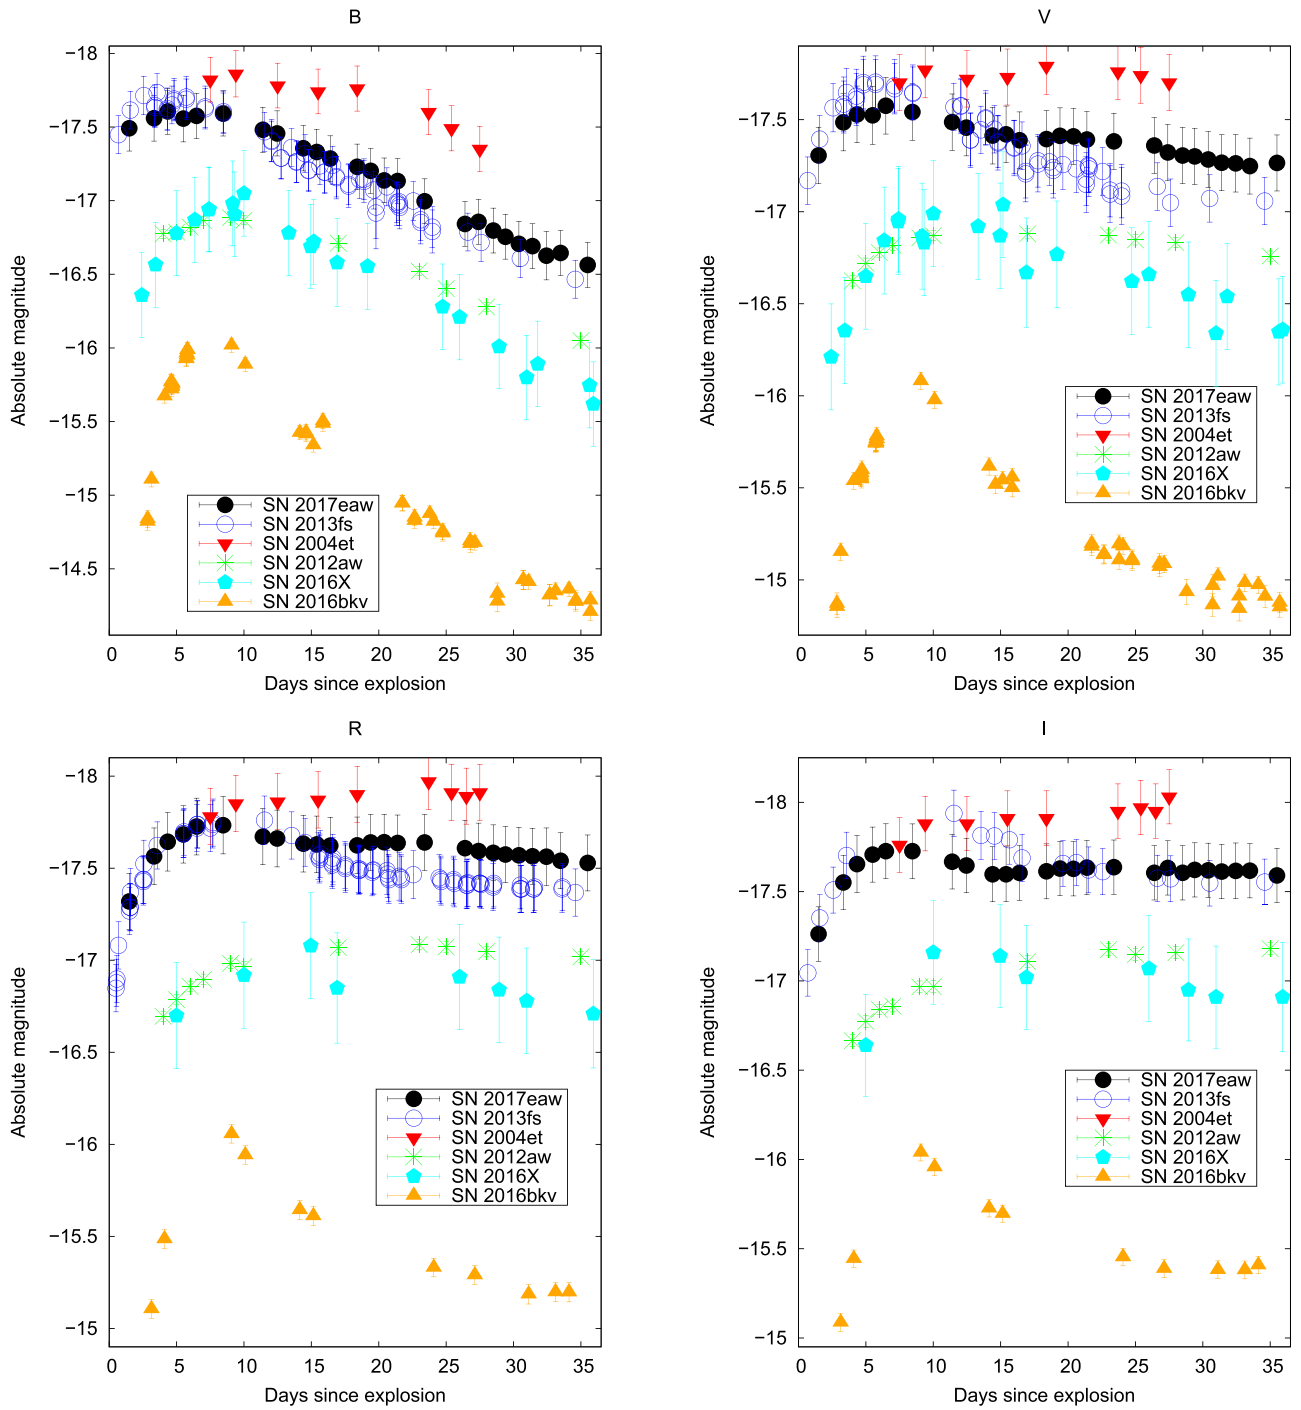 B
−18
−17.5
−17
−16.5
−16
−15.5
−15
−14.5
Absolute magnitude
SN 2017eaw
SN 2013fs
SN 2004et
SN 2012aw
SN 2016X
SN 2016bkv
0 5 10 15 20 25 30 35
Days since explosion
V
−17.5
−17
−16.5
−16
−15.5
−15
Absolute magnitude
SN 2017eaw
SN 2013fs
SN 2004et
SN 2012aw
SN 2016X
SN 2016bkv
0 5 10 15 20 25 30 35
Days since explosion
R
−18
−17.5
−17
−16.5
−16
−15.5
−15
Absolute magnitude
SN 2017eaw
SN 2013fs
SN 2004et
SN 2012aw
SN 2016X
SN 2016bkv
0 5 10 15 20 25 30 35
Days since explosion
I
−18
−17.5
−17
−16.5
−16
−15.5
−15
Absolute magnitude
SN 2017eaw
SN 2013fs
SN 2004et
SN 2012aw
SN 2016X
SN 2016bkv
0 5 10 15 20 25 30 35
Days since explosion